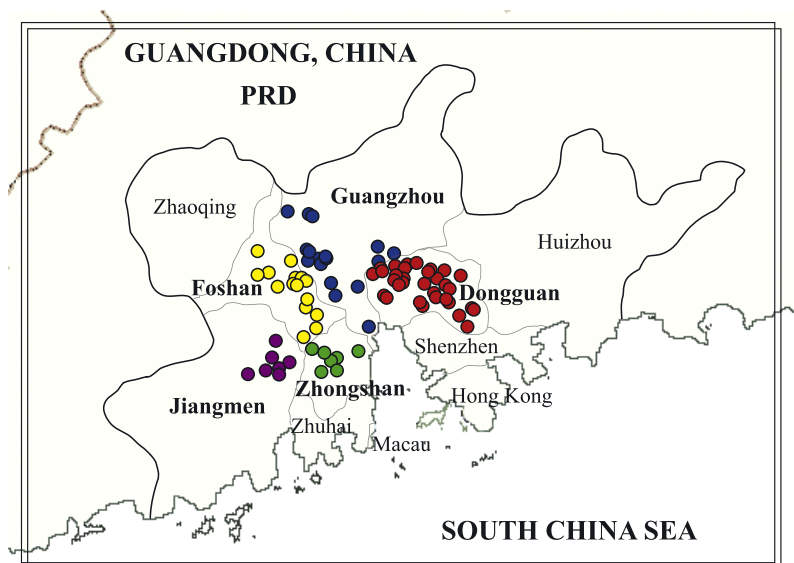 GUANGDONG, CHINA
PRD
Guangzhou
Zhaoqing
Huizhou
Foshan
Dongguan
Shenzhen
Zhongshan
Hong Kong
Jiangmen
Zhuhai
Macau
SOUTH CHINA SEA